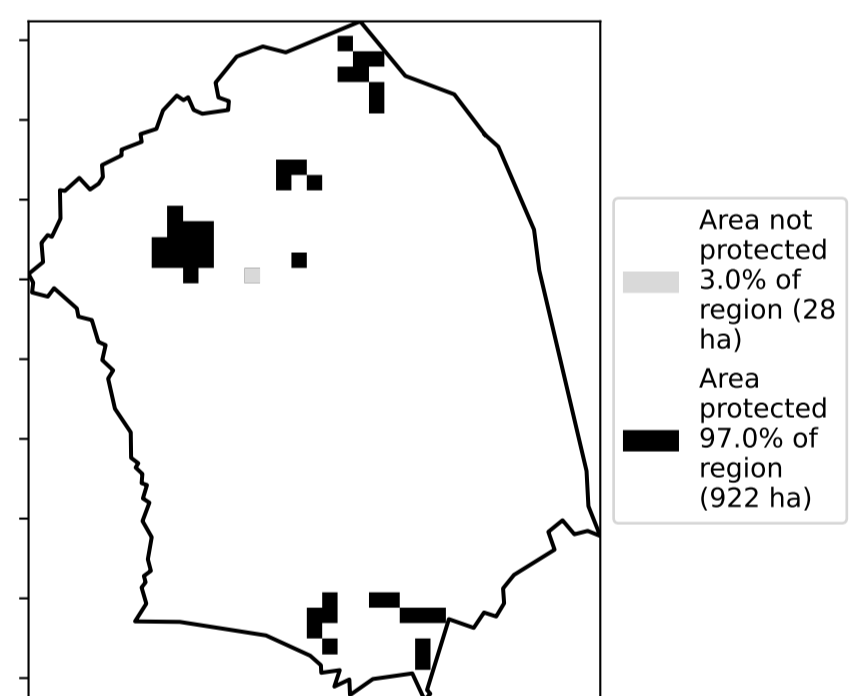 Area not
protected
3.0% of
region (28
ha)
Area
protected
97.0% of
region
(922 ha)